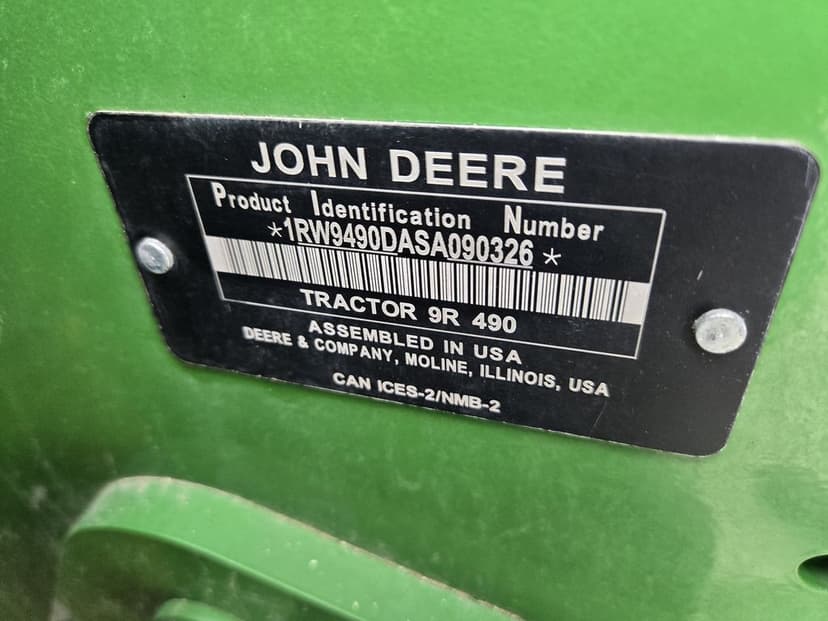 JOHN DEERE
Product Identification Number
*1RW9490DASA090326*
TRACTOR 9R 490
ASSEMBLED IN USA
DEERE & COMPANY, MOLINE, ILLINOIS, USA
CAN ICES-2/NMB-2